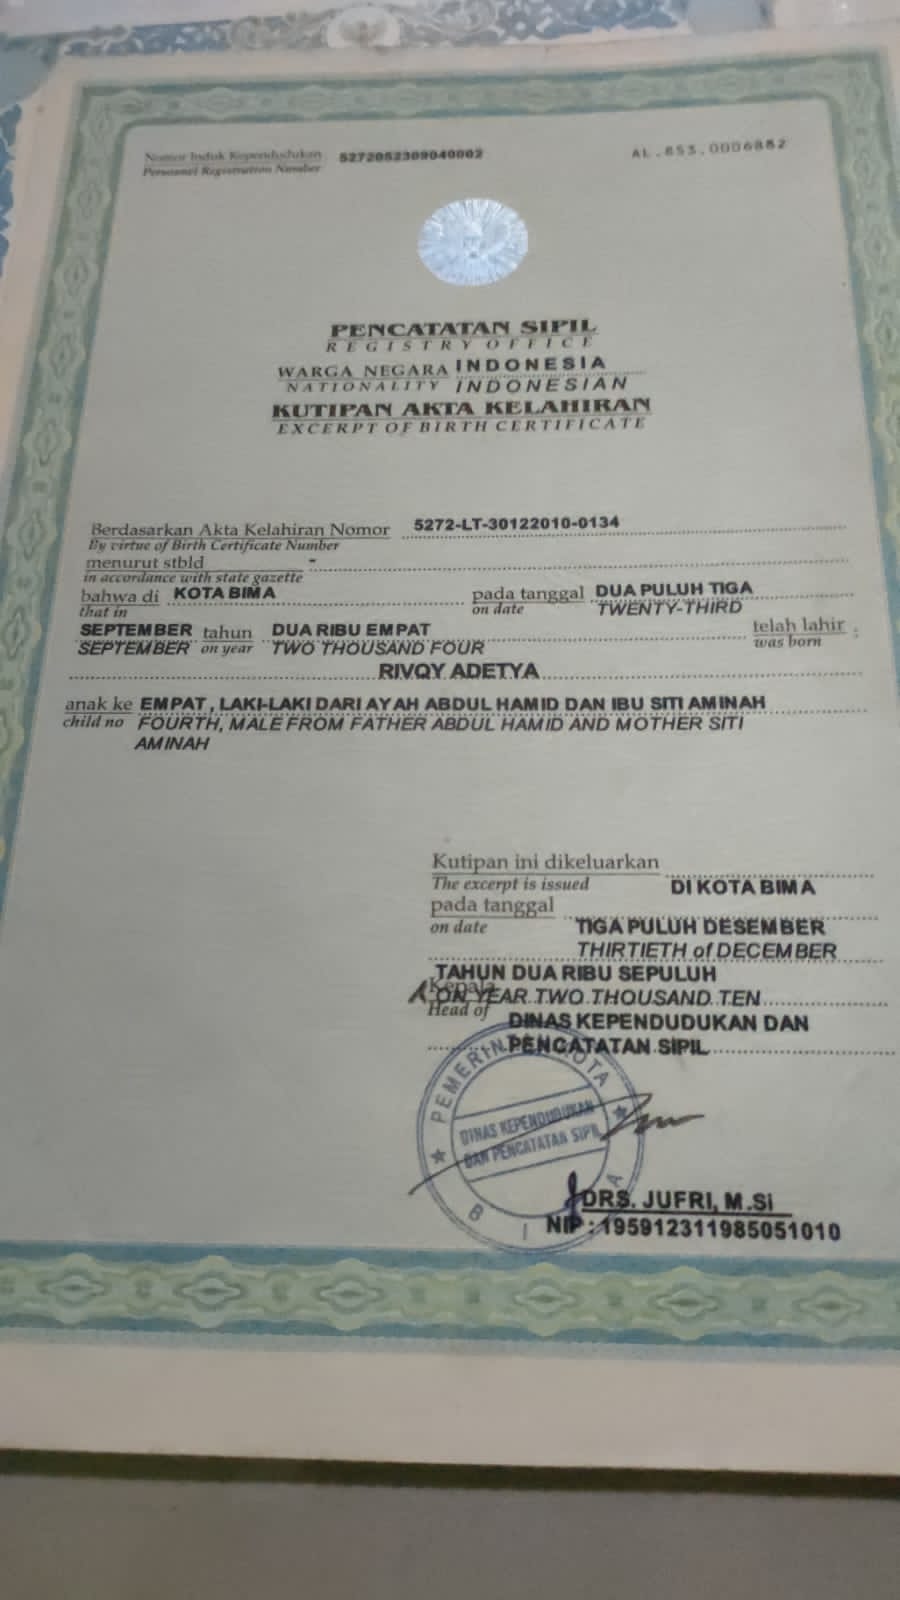 Nomor Induk Kependudukan 5272052309040002 AL.853.0006882
Personnel Registration Number
PENCATATAN SIPIL
REGISTRY OFFICE
WARGA NEGARA INDONESIA
NATIONALITY INDONESIAN
KUTIPAN AKTA KELAHIRAN
EXCERPT OF BIRTH CERTIFICATE
Berdasarkan Akta Kelahiran Nomor 5272-LT-30122010-0134
By virtue of Birth Certificate Number
menurut stbld -
in accordance with state gazette
bahwa di KOTA BIMA pada tanggal DUA PULUH TIGA
that in on date TWENTY-THIRD
SEPTEMBER tahun DUA RIBU EMPAT telah lahir :
SEPTEMBER on year TWO THOUSAND FOUR was born
RIVQY ADETYA
anak ke EMPAT, LAKI-LAKI DARI AYAH ABDUL HAMID DAN IBU SITI AMINAH
child no FOURTH, MALE FROM FATHER ABDUL HAMID AND MOTHER SITI
AMINAH
Kutipan ini dikeluarkan
The excerpt is issued DI KOTA BIMA
pada tanggal
on date TIGA PULUH DESEMBER
THIRTIETH of DECEMBER
TAHUN DUA RIBU SEPULUH
Kepala
ON YEAR TWO THOUSAND TEN
Head of DINAS KEPENDUDUKAN DAN
PENCATATAN SIPIL
PEMERINTAH KOTA
DINAS KEPENDUDUKAN
DAN PENCATATAN SIPIL
BIMA
DRS. JUFRI, M.Si
NIP : 195912311985051010